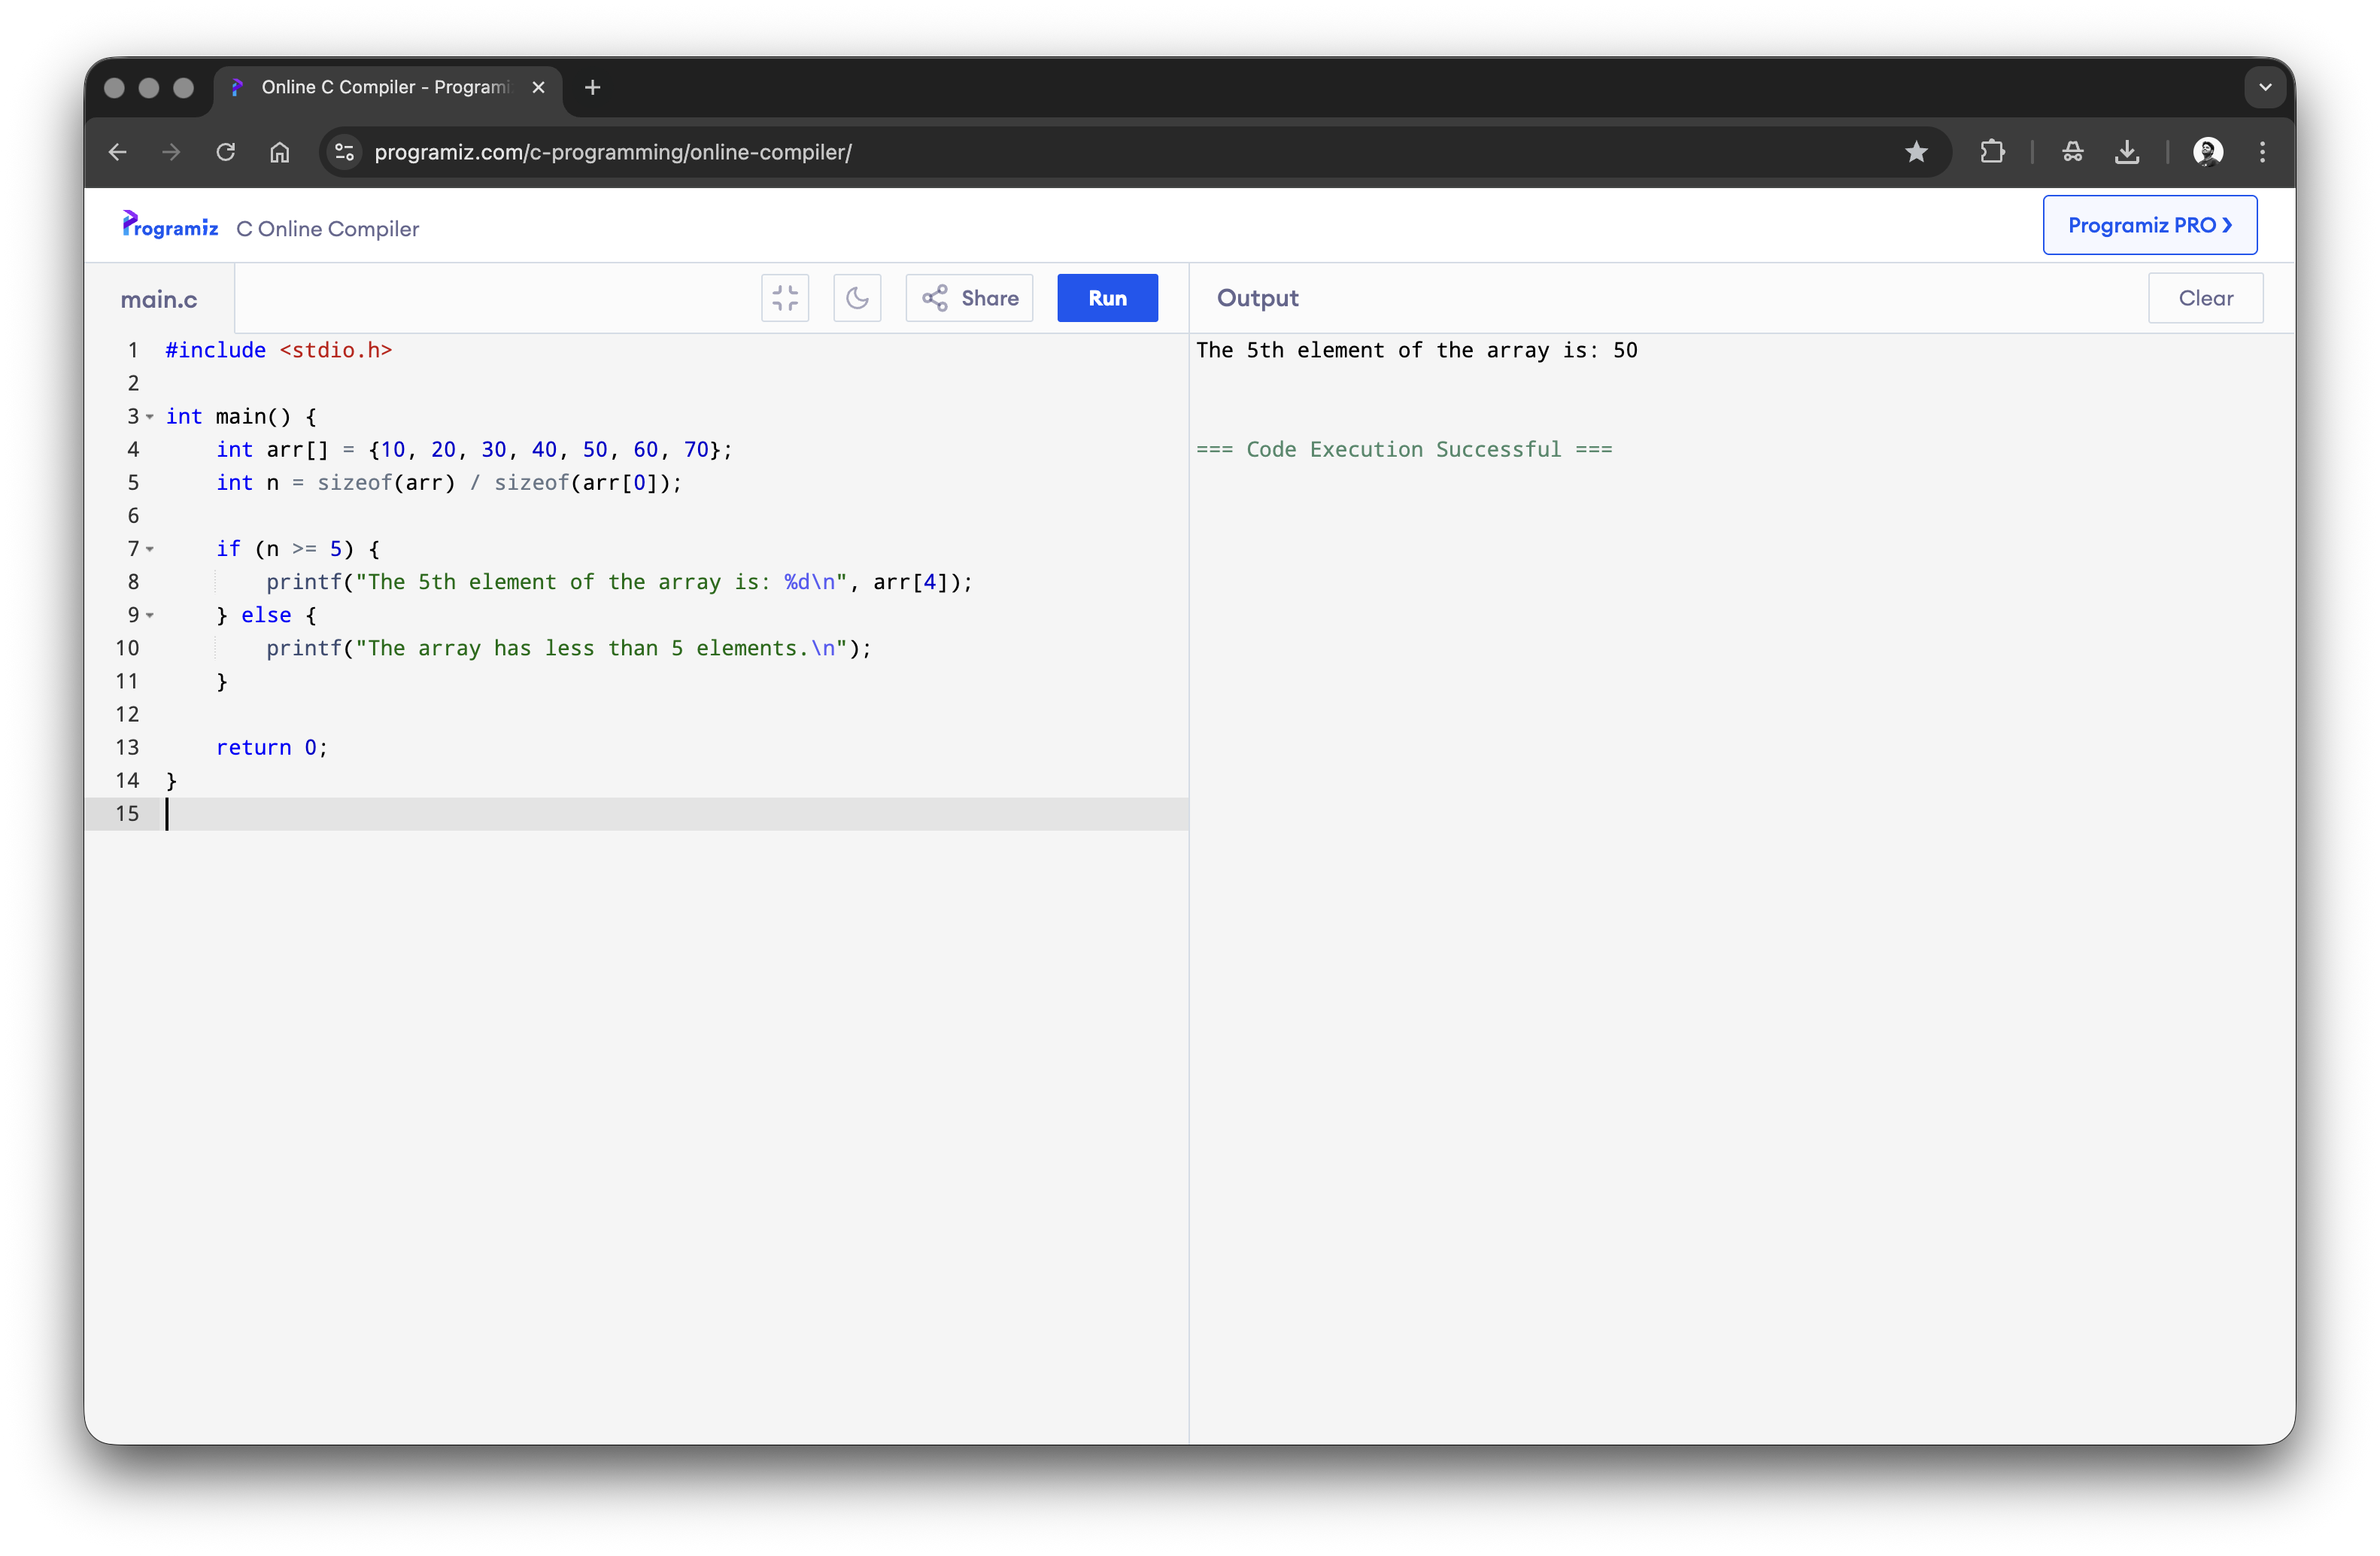 Online C Compiler - Programi
programiz.com/c-programming/online-compiler/
Programiz C Online Compiler
Programiz PRO ❯
main.c
Share
Run
Output
Clear
1 #include <stdio.h>
2
3 int main() {
4     int arr[] = {10, 20, 30, 40, 50, 60, 70};
5     int n = sizeof(arr) / sizeof(arr[0]);
6
7     if (n >= 5) {
8         printf("The 5th element of the array is: %d\n", arr[4]);
9     } else {
10         printf("The array has less than 5 elements.\n");
11     }
12
13     return 0;
14 }
15
The 5th element of the array is: 50
=== Code Execution Successful ===